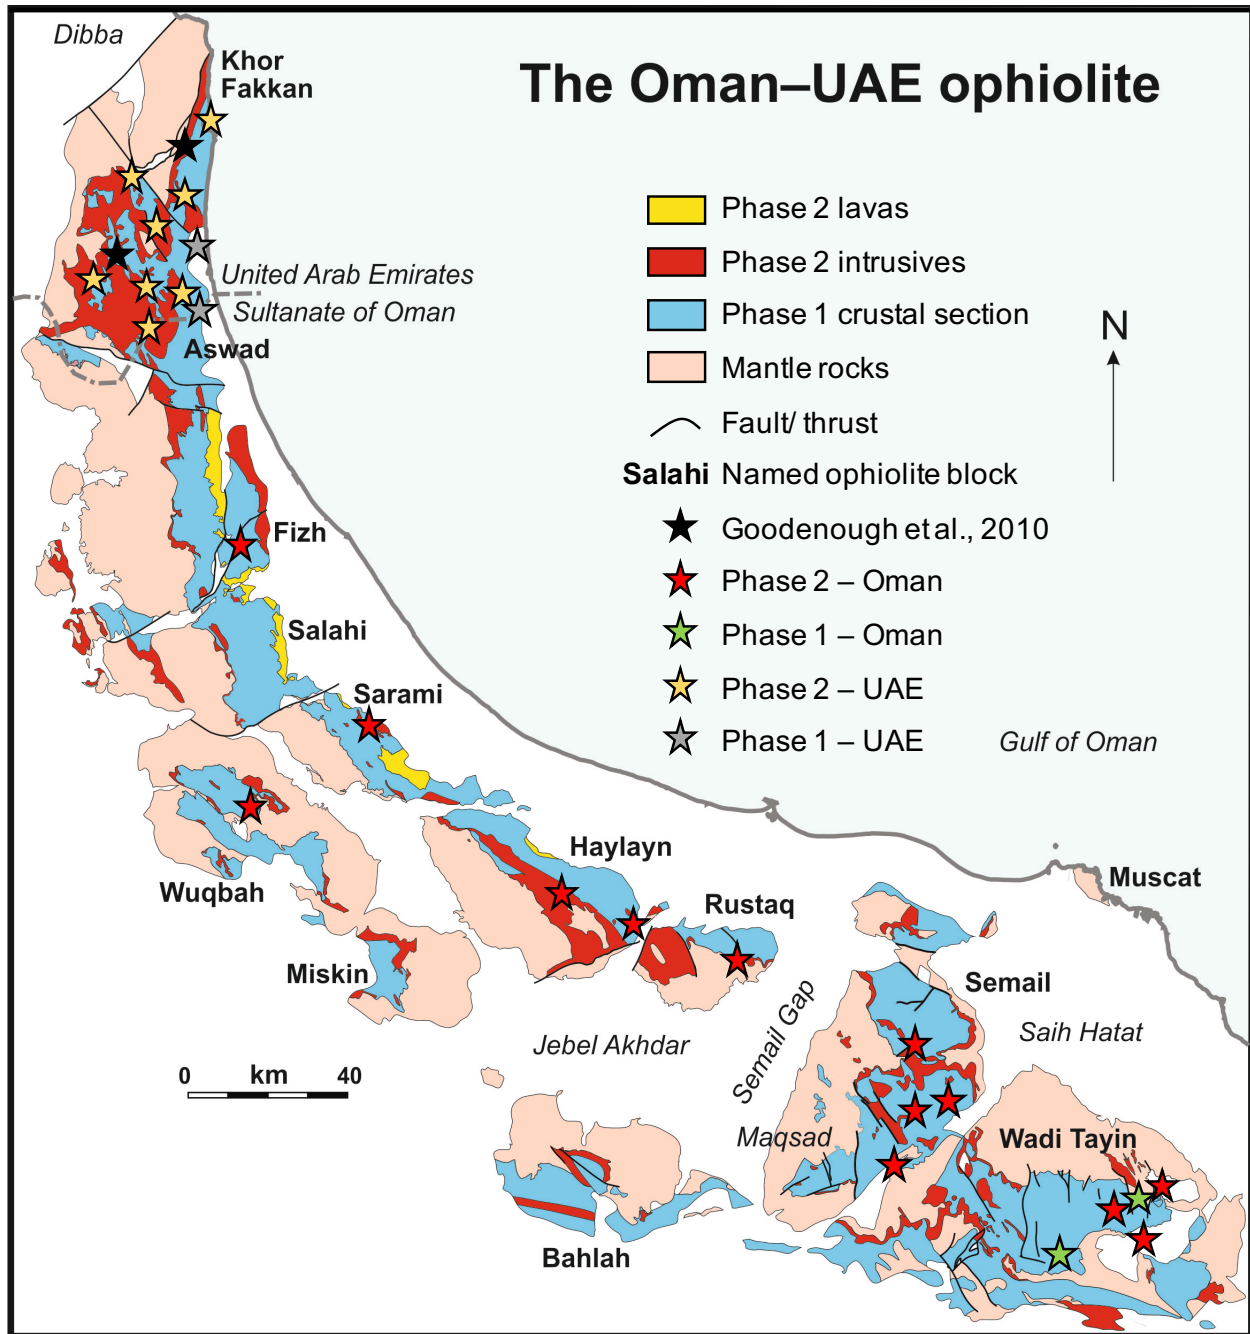 Dibba
Khor
Fakkan
The Oman–UAE ophiolite
Phase 2 lavas
Phase 2 intrusives
United Arab Emirates
Sultanate of Oman
Phase 1 crustal section
N
Aswad
Mantle rocks
Fault/ thrust
Salahi Named ophiolite block
Goodenough et al., 2010
Fizh
Phase 2 – Oman
Salahi
Phase 1 – Oman
Sarami
Phase 2 – UAE
Phase 1 – UAE
Gulf of Oman
Haylayn
Wuqbah
Rustaq
Muscat
Miskin
Semail
Semail Gap
Saih Hatat
Jebel Akhdar
0 km 40
Maqsad
Wadi Tayin
Bahlah